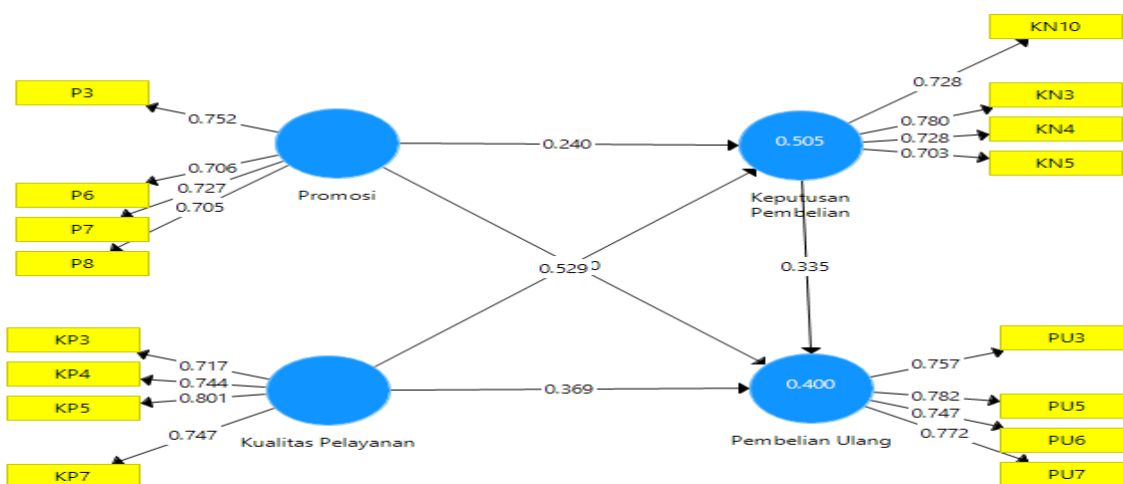 KN10
0.728
P3
0.752
KN3
0.780
0.240
0.505
KN4
0.728
KN5
0.703
0.706
P6
0.727
P7
0.705
P8
Promosi
Keputusan
Pembelian
0.529
0.335
KP3
0.717
KP4
0.744
KP5
0.801
0.747
KP7
Kualitas Pelayanan
0.369
0.400
Pembelian Ulang
PU3
0.757
0.782
PU5
0.747
PU6
0.772
PU7